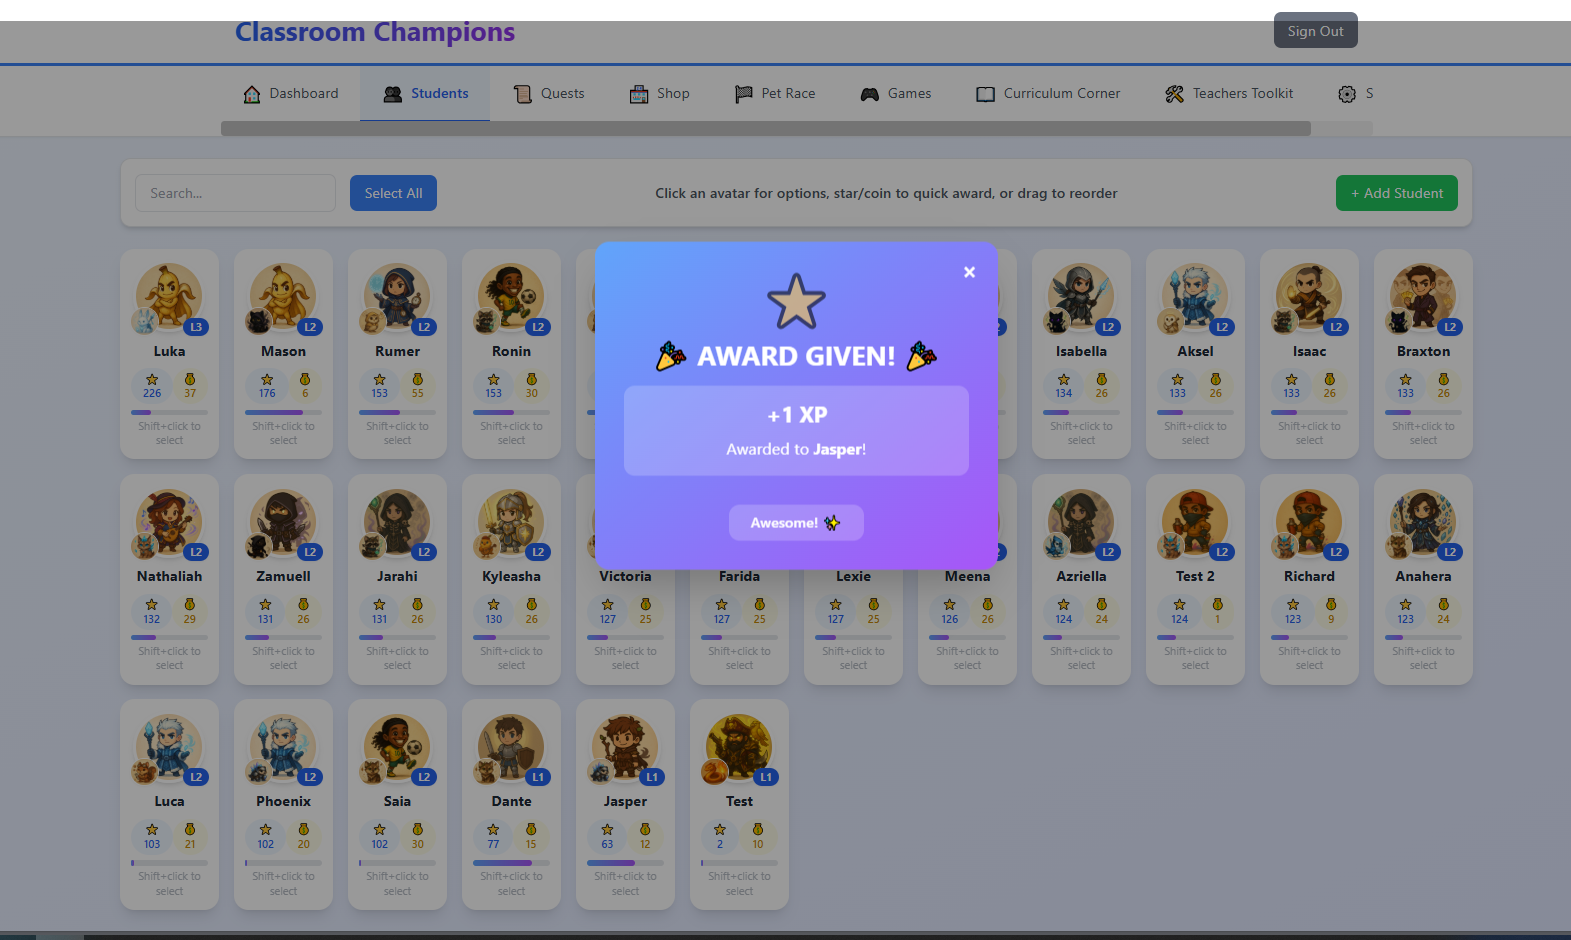 Classroom Champions
Sign Out
Dashboard
Students
Quests
Shop
Pet Race
Games
Curriculum Corner
Teachers Toolkit
S
Search...
Select All
Click an avatar for options, star/coin to quick award, or drag to reorder
+ Add Student
AWARD GIVEN!
+1 XP
Awarded to Jasper!
Awesome!
×
L3
Luka
226 37
Shift+click to
select
L2
Mason
176 6
Shift+click to
select
L2
Rumer
153 55
Shift+click to
select
L2
Ronin
153 30
Shift+click to
select
L2
Isabella
134 26
Shift+click to
select
L2
Aksel
133 26
Shift+click to
select
L2
Isaac
133 26
Shift+click to
select
L2
Braxton
133 26
Shift+click to
select
L2
Nathaliah
132 29
Shift+click to
select
L2
Zamuell
131 26
Shift+click to
select
L2
Jarahi
131 26
Shift+click to
select
L2
Kyleasha
130 26
Shift+click to
select
Victoria
127 25
Shift+click to
select
Farida
127 25
Shift+click to
select
Lexie
127 25
Shift+click to
select
Meena
126 26
Shift+click to
select
L2
Azriella
124 24
Shift+click to
select
L2
Test 2
124 1
Shift+click to
select
L2
Richard
123 9
Shift+click to
select
L2
Anahera
123 24
Shift+click to
select
L2
Luca
103 21
Shift+click to
select
L2
Phoenix
102 20
Shift+click to
select
L2
Saia
102 30
Shift+click to
select
L1
Dante
77 15
Shift+click to
select
L1
Jasper
63 12
Shift+click to
select
L1
Test
2 10
Shift+click to
select